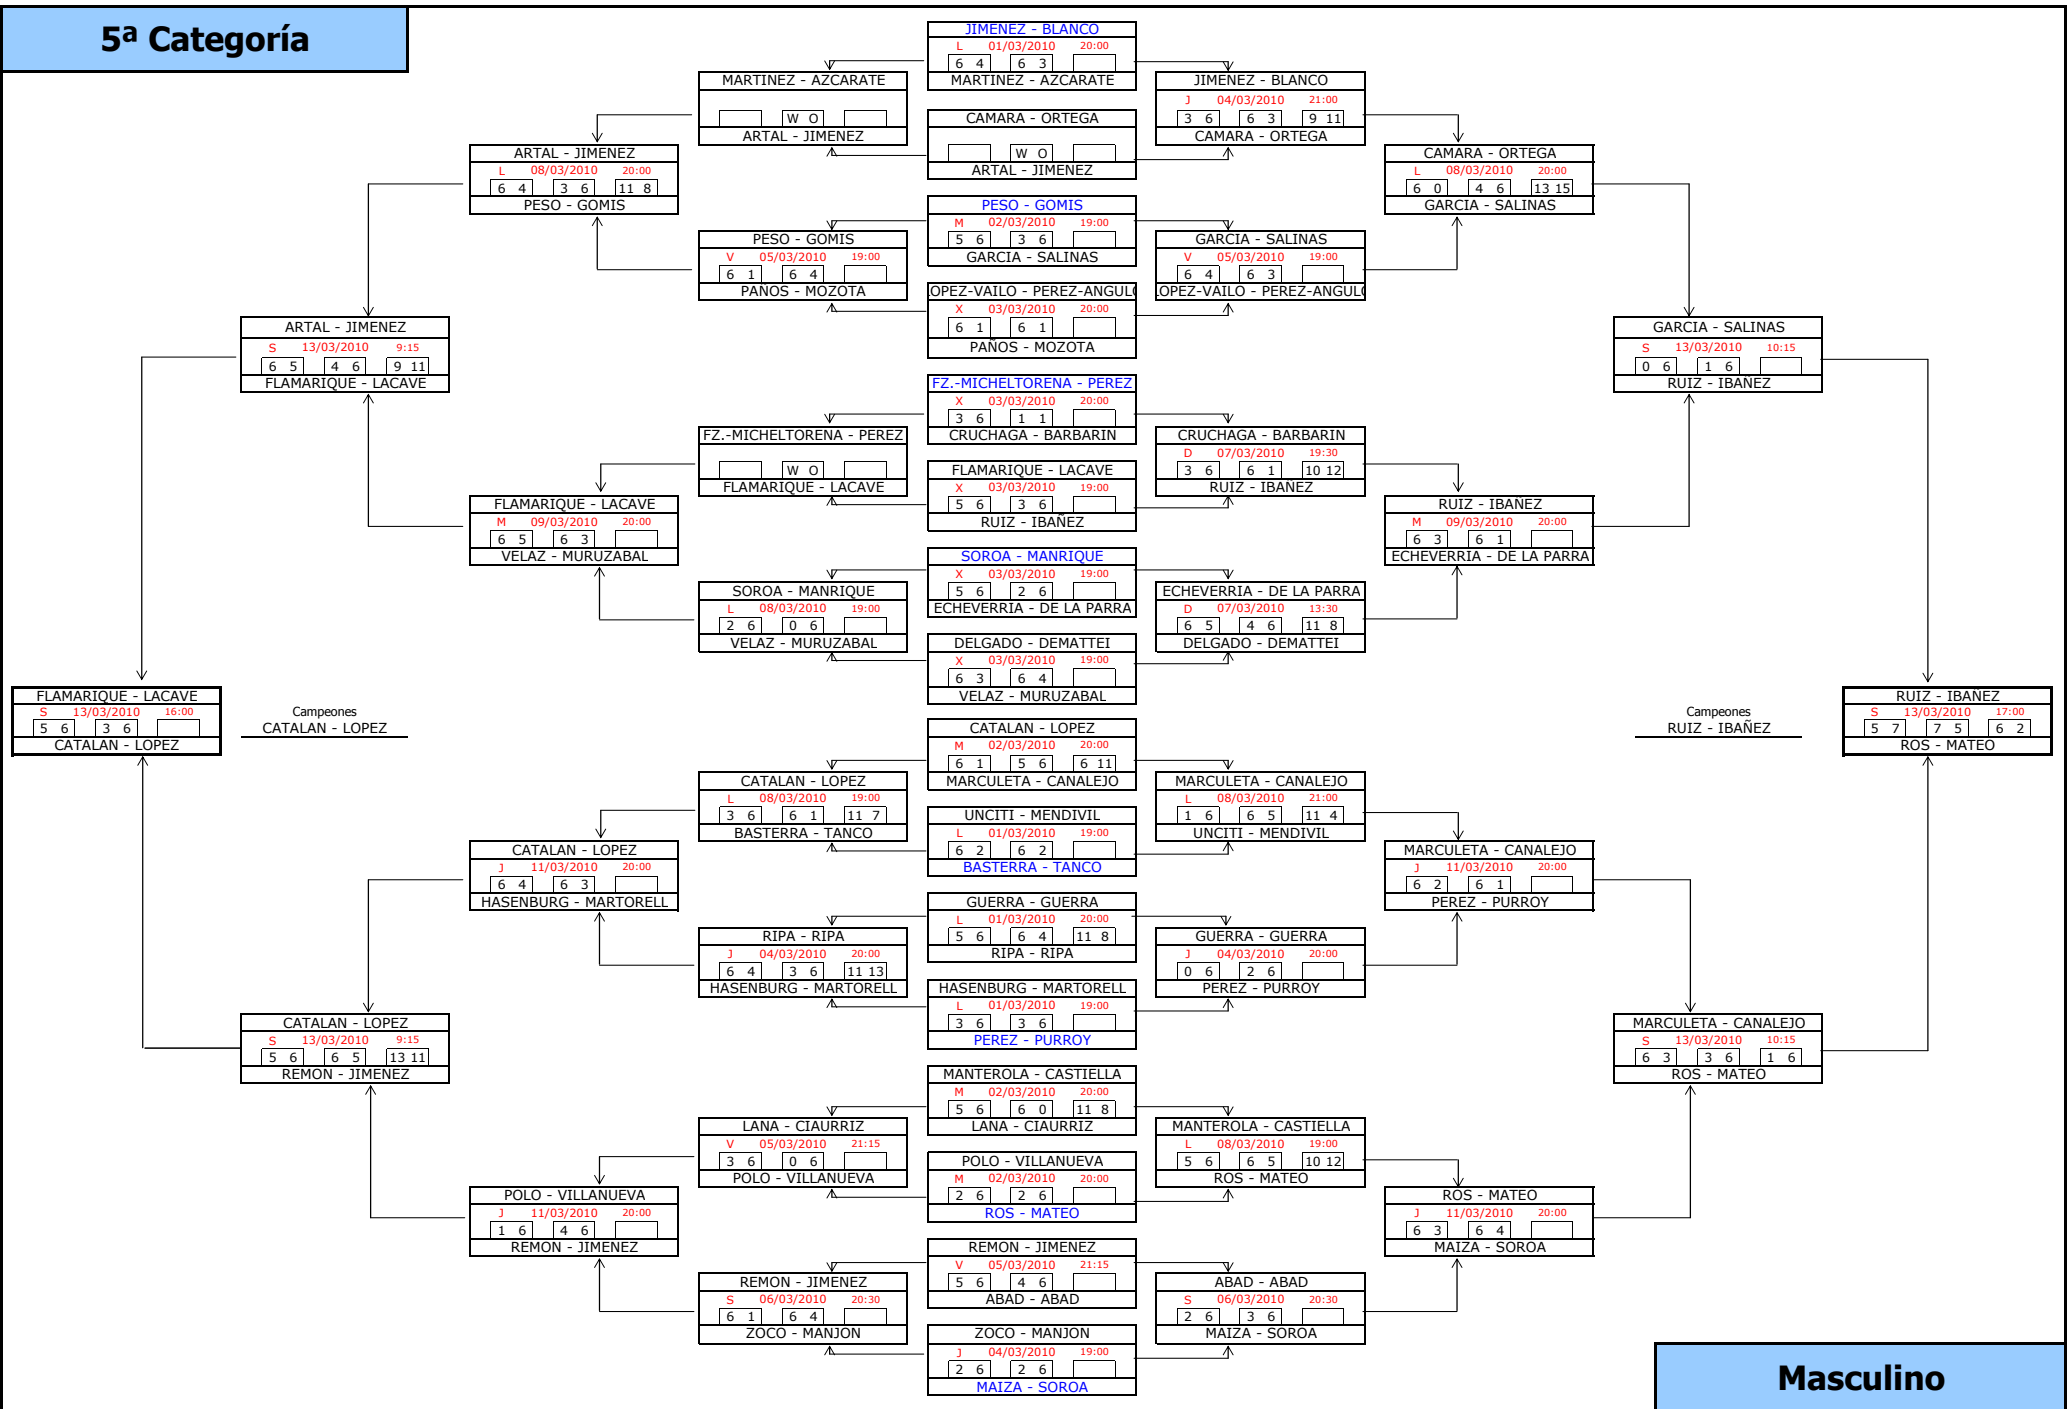 5ª Categoría
MARTINEZ - AZCARATE
W O
ARTAL - JIMENEZ
ARTAL - JIMENEZ
L 08/03/2010 20:00
6 4 3 6 11 8
PESO - GOMIS
PESO - GOMIS
V 05/03/2010 19:00
6 1 6 4
PAÑOS - MOZOTA
ARTAL - JIMENEZ
S 13/03/2010 9:15
6 5 4 6 9 11
FLAMARIQUE - LACAVE
FZ.-MICHELTORENA - PEREZ
W O
FLAMARIQUE - LACAVE
FLAMARIQUE - LACAVE
M 09/03/2010 20:00
6 5 6 3
VELAZ - MURUZABAL
SOROA - MANRIQUE
L 08/03/2010 19:00
2 6 0 6
VELAZ - MURUZABAL
FLAMARIQUE - LACAVE
S 13/03/2010 16:00
5 6 3 6
CATALAN - LOPEZ
Campeones
CATALAN - LOPEZ
CATALAN - LOPEZ
L 08/03/2010 19:00
3 6 6 1 11 7
BASTERRA - TANCO
CATALAN - LOPEZ
J 11/03/2010 20:00
6 4 6 3
HASENBURG - MARTORELL
RIPA - RIPA
J 04/03/2010 20:00
6 4 3 6 11 13
HASENBURG - MARTORELL
CATALAN - LOPEZ
S 13/03/2010 9:15
5 6 6 5 13 11
REMON - JIMENEZ
LANA - CIAURRIZ
V 05/03/2010 21:15
3 6 0 6
POLO - VILLANUEVA
POLO - VILLANUEVA
J 11/03/2010 20:00
1 6 4 6
REMON - JIMENEZ
REMON - JIMENEZ
S 06/03/2010 20:30
6 1 6 4
ZOCO - MANJON
JIMENEZ - BLANCO
L 01/03/2010 20:00
6 4 6 3
MARTINEZ - AZCARATE
CAMARA - ORTEGA
W O
ARTAL - JIMENEZ
PESO - GOMIS
M 02/03/2010 19:00
5 6 3 6
GARCIA - SALINAS
OPEZ-VAILO - PEREZ-ANGULO
X 03/03/2010 20:00
6 1 6 1
PAÑOS - MOZOTA
FZ.-MICHELTORENA - PEREZ
X 03/03/2010 20:00
3 6 1 1
CRUCHAGA - BARBARIN
FLAMARIQUE - LACAVE
X 03/03/2010 19:00
5 6 3 6
RUIZ - IBAÑEZ
SOROA - MANRIQUE
X 03/03/2010 19:00
5 6 2 6
ECHEVERRIA - DE LA PARRA
DELGADO - DEMATTEI
X 03/03/2010 19:00
6 3 6 4
VELAZ - MURUZABAL
CATALAN - LOPEZ
M 02/03/2010 20:00
6 1 5 6 6 11
MARCULETA - CANALEJO
UNCITI - MENDIVIL
L 01/03/2010 19:00
6 2 6 2
BASTERRA - TANCO
GUERRA - GUERRA
L 01/03/2010 20:00
5 6 6 4 11 8
RIPA - RIPA
HASENBURG - MARTORELL
L 01/03/2010 19:00
3 6 3 6
PEREZ - PURROY
MANTEROLA - CASTIELLA
M 02/03/2010 20:00
5 6 6 0 11 8
LANA - CIAURRIZ
POLO - VILLANUEVA
M 02/03/2010 20:00
2 6 2 6
ROS - MATEO
REMON - JIMENEZ
V 05/03/2010 21:15
5 6 4 6
ABAD - ABAD
ZOCO - MANJON
J 04/03/2010 19:00
2 6 2 6
MAIZA - SOROA
JIMENEZ - BLANCO
J 04/03/2010 21:00
3 6 6 3 9 11
CAMARA - ORTEGA
CAMARA - ORTEGA
L 08/03/2010 20:00
6 0 4 6 13 15
GARCIA - SALINAS
GARCIA - SALINAS
V 05/03/2010 19:00
6 4 6 3
OPEZ-VAILO - PEREZ-ANGULO
GARCIA - SALINAS
S 13/03/2010 10:15
0 6 1 6
RUIZ - IBAÑEZ
CRUCHAGA - BARBARIN
D 07/03/2010 19:30
3 6 6 1 10 12
RUIZ - IBAÑEZ
RUIZ - IBAÑEZ
M 09/03/2010 20:00
6 3 6 1
ECHEVERRIA - DE LA PARRA
ECHEVERRIA - DE LA PARRA
D 07/03/2010 13:30
6 5 4 6 11 8
DELGADO - DEMATTEI
Campeones
RUIZ - IBAÑEZ
RUIZ - IBAÑEZ
S 13/03/2010 17:00
5 7 7 5 6 2
ROS - MATEO
MARCULETA - CANALEJO
L 08/03/2010 21:00
1 6 6 5 11 4
UNCITI - MENDIVIL
MARCULETA - CANALEJO
J 11/03/2010 20:00
6 2 6 1
PEREZ - PURROY
GUERRA - GUERRA
J 04/03/2010 20:00
0 6 2 6
PEREZ - PURROY
MARCULETA - CANALEJO
S 13/03/2010 10:15
6 3 3 6 1 6
ROS - MATEO
MANTEROLA - CASTIELLA
L 08/03/2010 19:00
5 6 6 5 10 12
ROS - MATEO
ROS - MATEO
J 11/03/2010 20:00
6 3 6 4
MAIZA - SOROA
ABAD - ABAD
S 06/03/2010 20:30
2 6 3 6
MAIZA - SOROA
Masculino